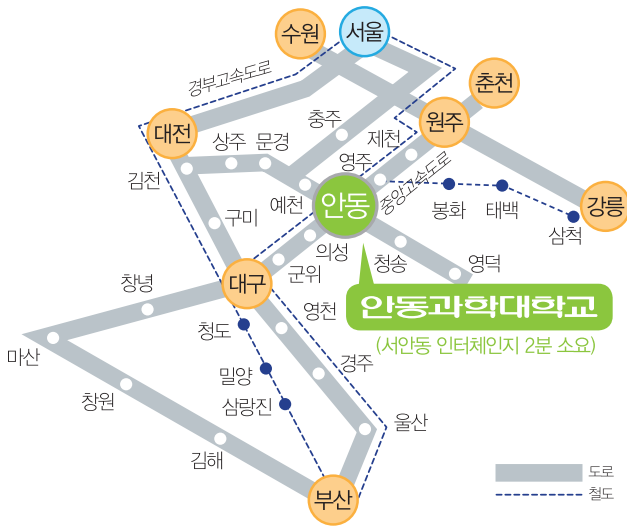 수원
서울
경부고속도로
춘천
충주
원주
대전
상주
문경
제천
영주
김천
중앙고속도로
예천
안동
봉화
태백
강릉
구미
삼척
의성
청송
군위
영덕
대구
창녕
안동과학대학교
영천
청도
(서안동 인터체인지 2분 소요)
마산
경주
밀양
창원
삼랑진
울산
김해
도로
부산
철도